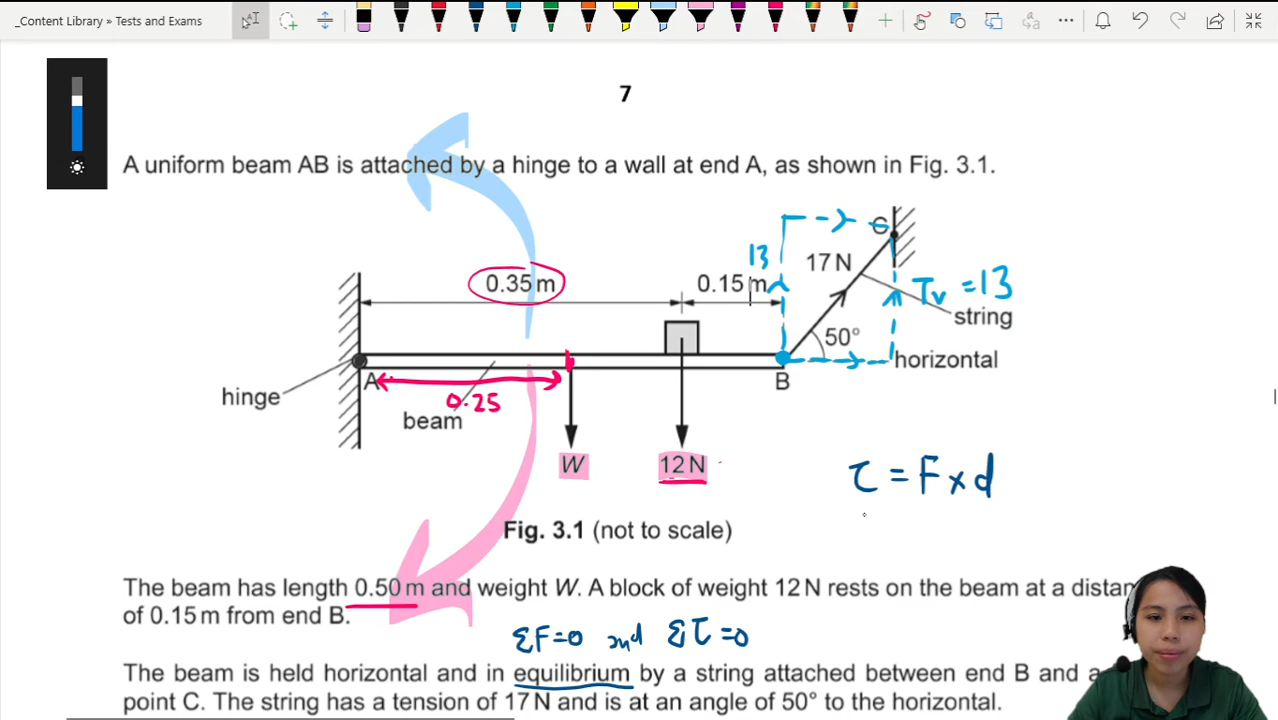 _Content Library » Tests and Exams
7
A uniform beam AB is attached by a hinge to a wall at end A, as shown in Fig. 3.1.
C
13
0.35 m
0.15 m
17 N
Tv = 13
string
50°
horizontal
hinge
A
B
0.25
beam
W
12 N
τ = F × d
Fig. 3.1 (not to scale)
The beam has length 0.50 m and weight W. A block of weight 12 N rests on the beam at a distan
of 0.15 m from end B.
ΣF=0 and Στ=0
The beam is held horizontal and in equilibrium by a string attached between end B and a
point C. The string has a tension of 17 N and is at an angle of 50° to the horizontal.